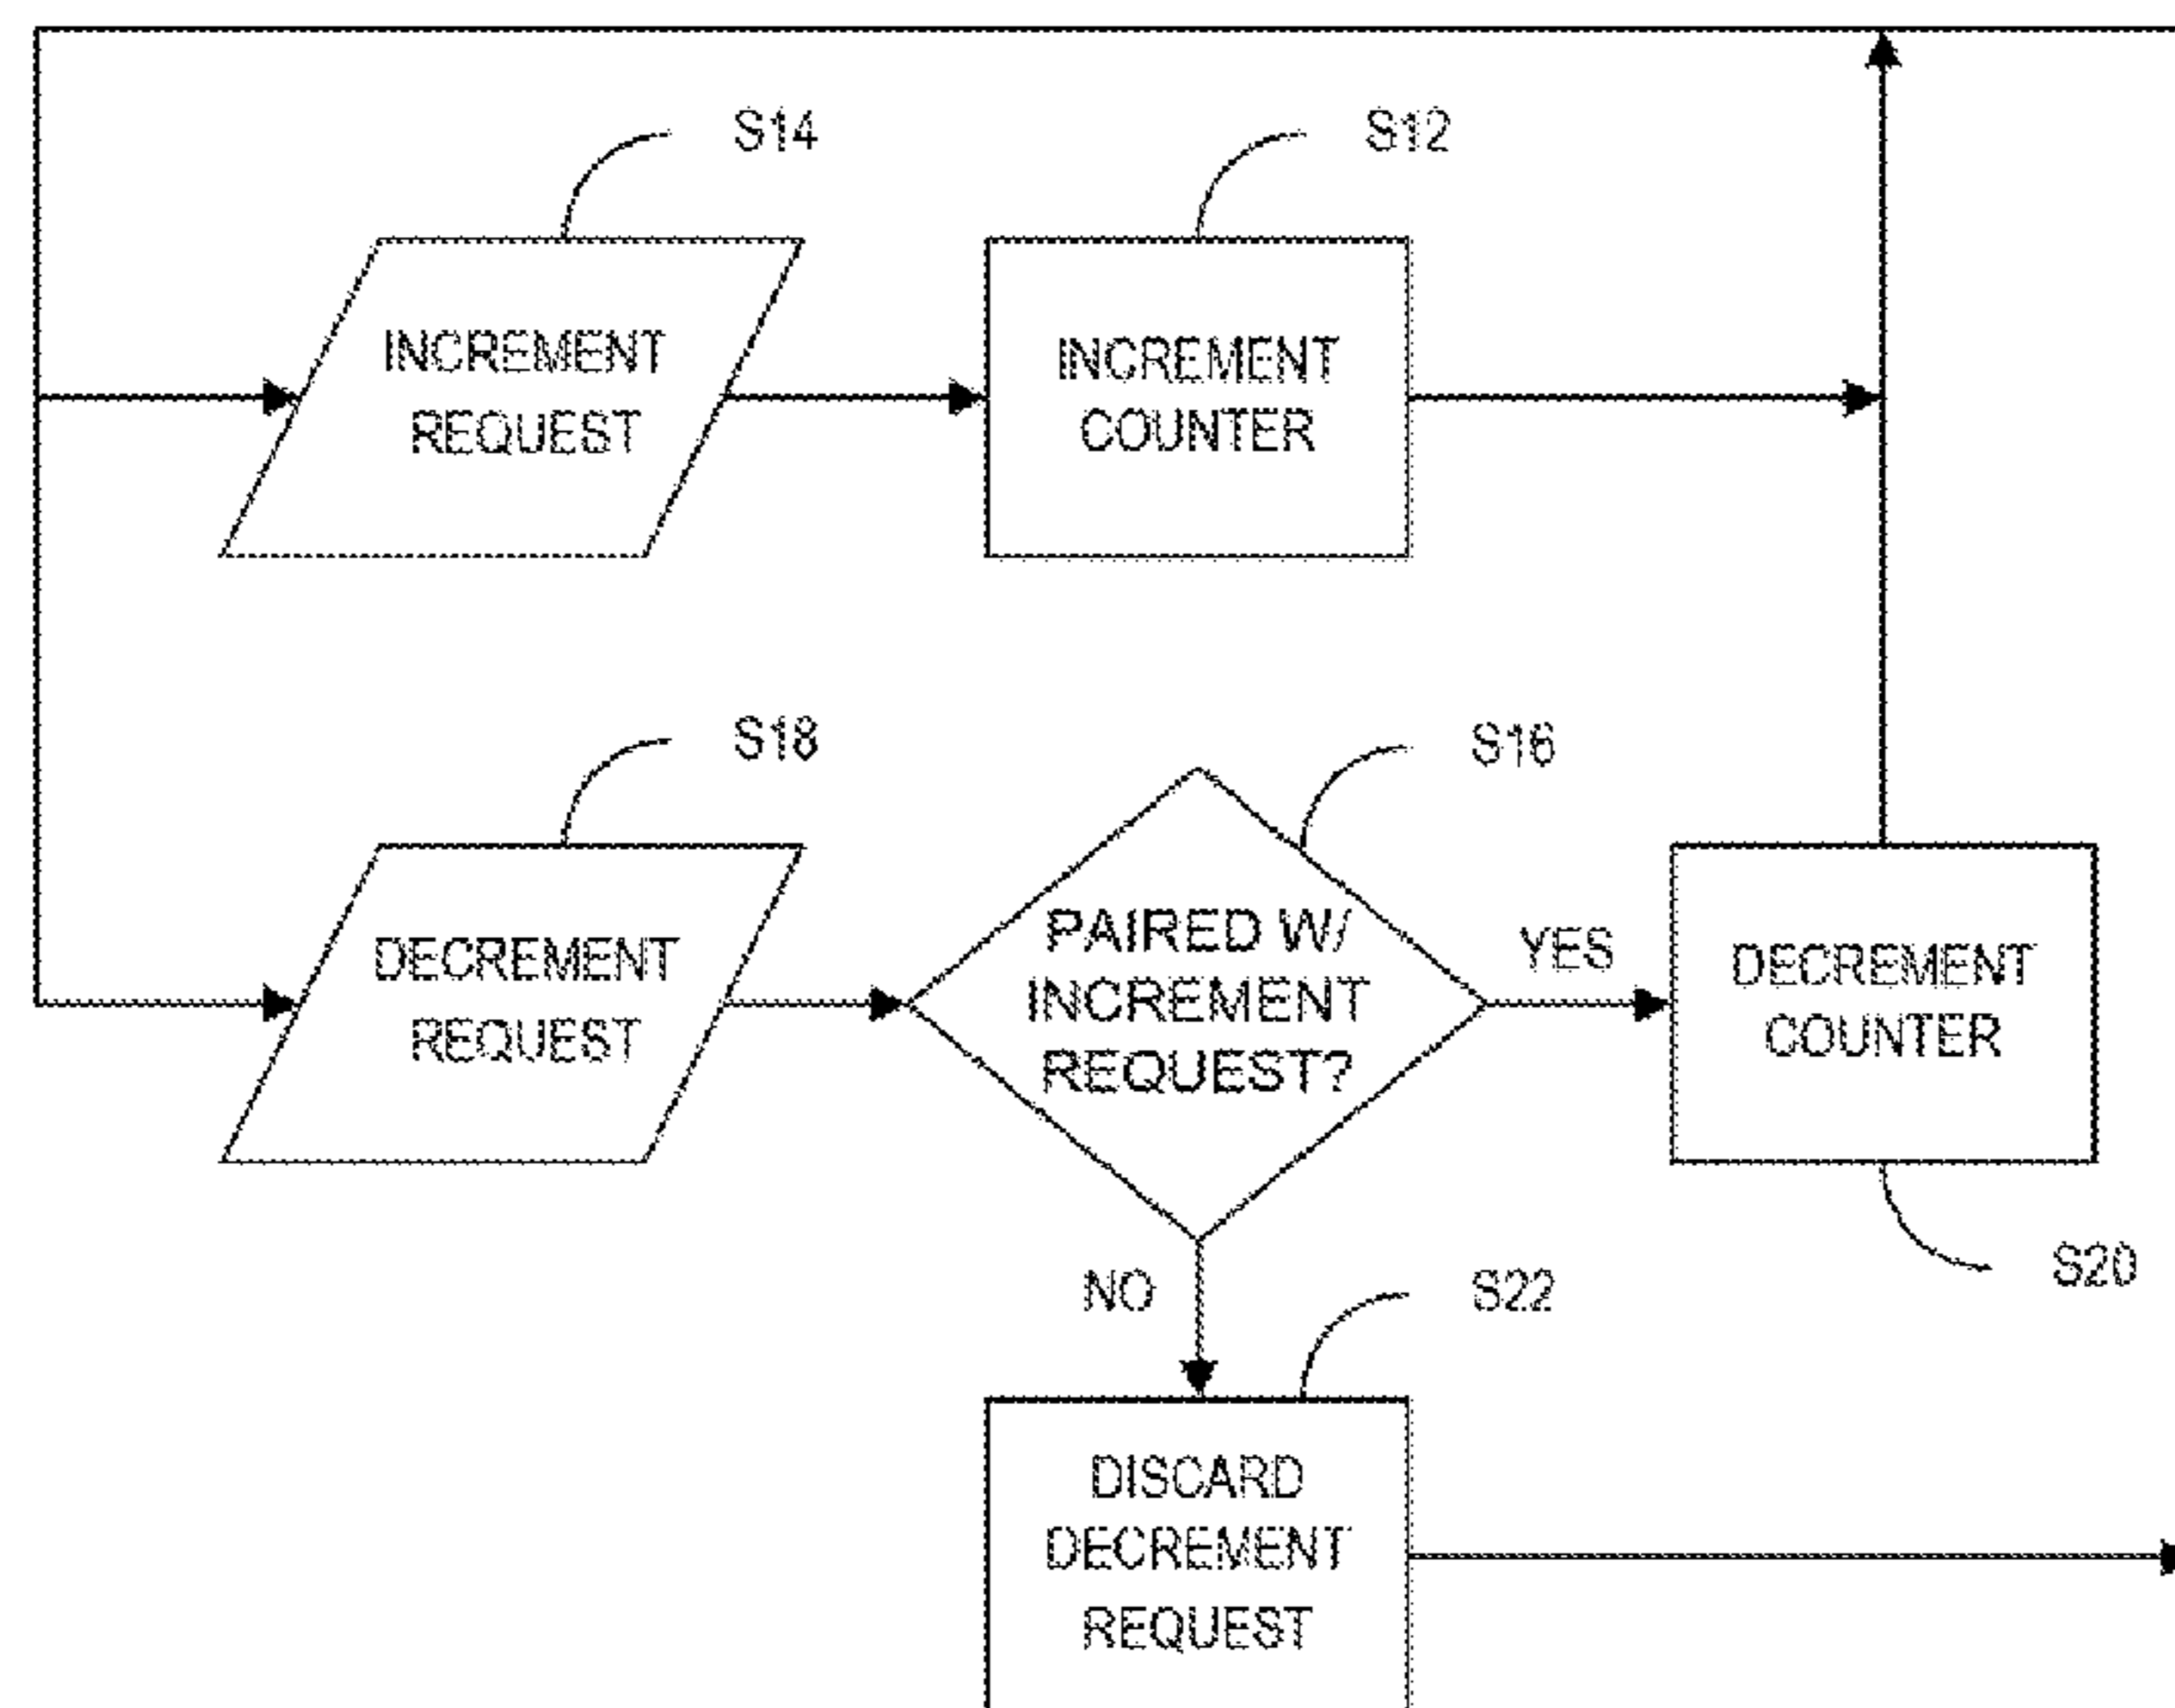 S14
S12
INCREMENT
REQUEST
INCREMENT
COUNTER
S18
S16
DECREMENT
REQUEST
PAIRED W/
INCREMENT
REQUEST?
YES
DECREMENT
COUNTER
S20
NO
S22
DISCARD
DECREMENT
REQUEST